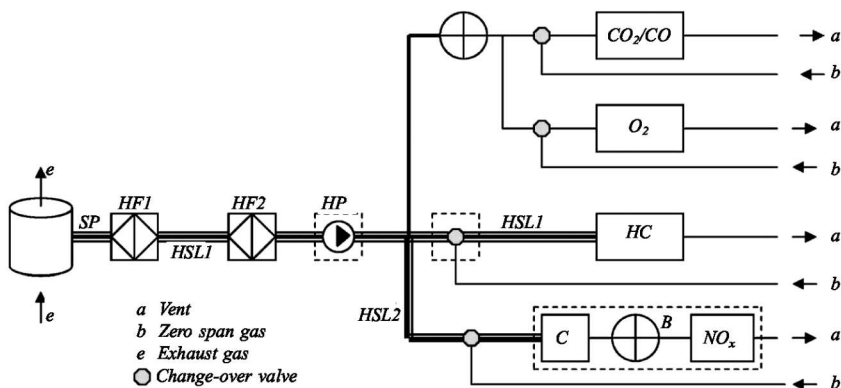 CO2/CO
a
b
O2
a
b
e
SP
HF1
HSL1
HF2
HP
HSL1
HC
a
b
HSL2
e
a Vent
b Zero span gas
e Exhaust gas
Change-over valve
C
B
NOx
a
b